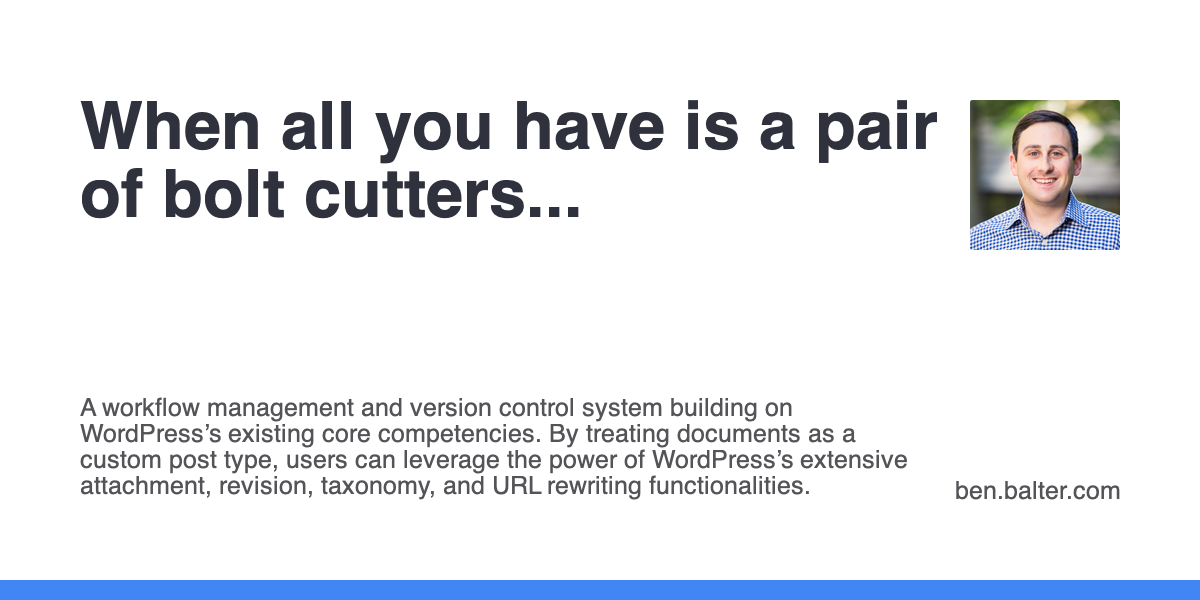 When all you have is a pair
of bolt cutters...
A workflow management and version control system building on
WordPress’s existing core competencies. By treating documents as a
custom post type, users can leverage the power of WordPress’s extensive
attachment, revision, taxonomy, and URL rewriting functionalities.
ben.balter.com